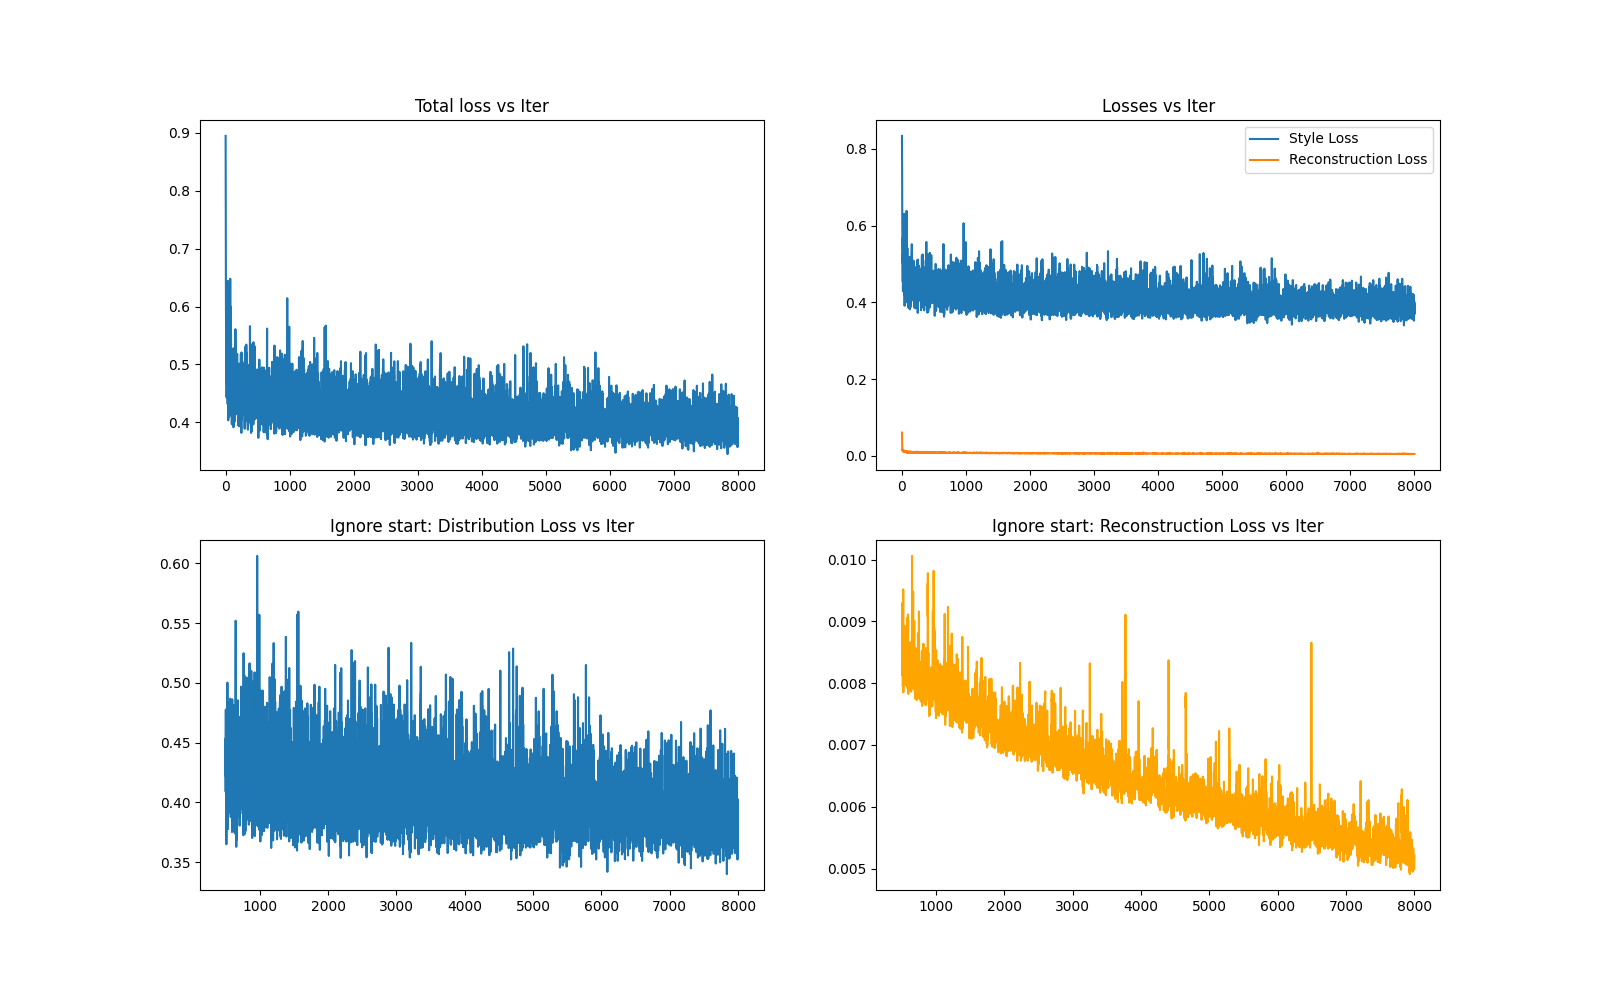 Total loss vs Iter
0.9
0.8
0.7
0.6
0.5
0.4
0 1000 2000 3000 4000 5000 6000 7000 8000
Losses vs Iter
Style Loss
Reconstruction Loss
0.8
0.6
0.4
0.2
0.0
0 1000 2000 3000 4000 5000 6000 7000 8000
Ignore start: Distribution Loss vs Iter
0.60
0.55
0.50
0.45
0.40
0.35
1000 2000 3000 4000 5000 6000 7000 8000
Ignore start: Reconstruction Loss vs Iter
0.010
0.009
0.008
0.007
0.006
0.005
1000 2000 3000 4000 5000 6000 7000 8000